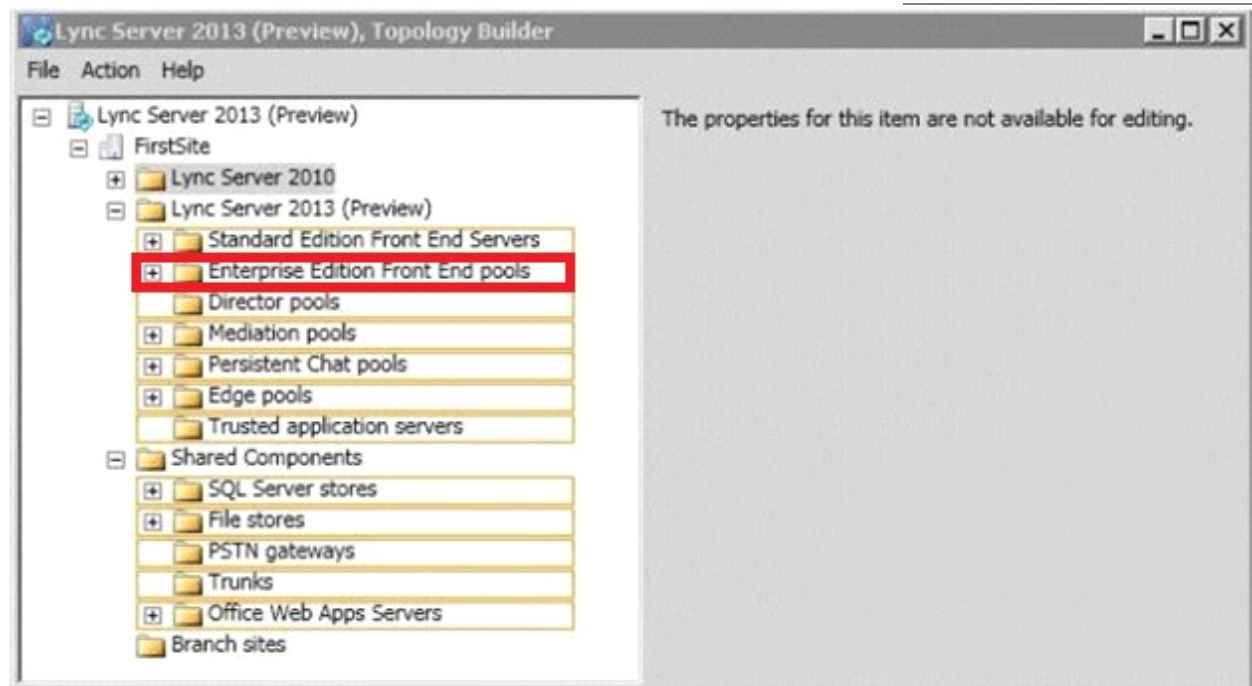 Lync Server 2013 (Preview), Topology Builder
File Action Help
Lync Server 2013 (Preview)
The properties for this item are not available for editing.
FirstSite
Lync Server 2010
Lync Server 2013 (Preview)
Standard Edition Front End Servers
Enterprise Edition Front End pools
Director pools
Mediation pools
Persistent Chat pools
Edge pools
Trusted application servers
Shared Components
SQL Server stores
File stores
PSTN gateways
Trunks
Office Web Apps Servers
Branch sites